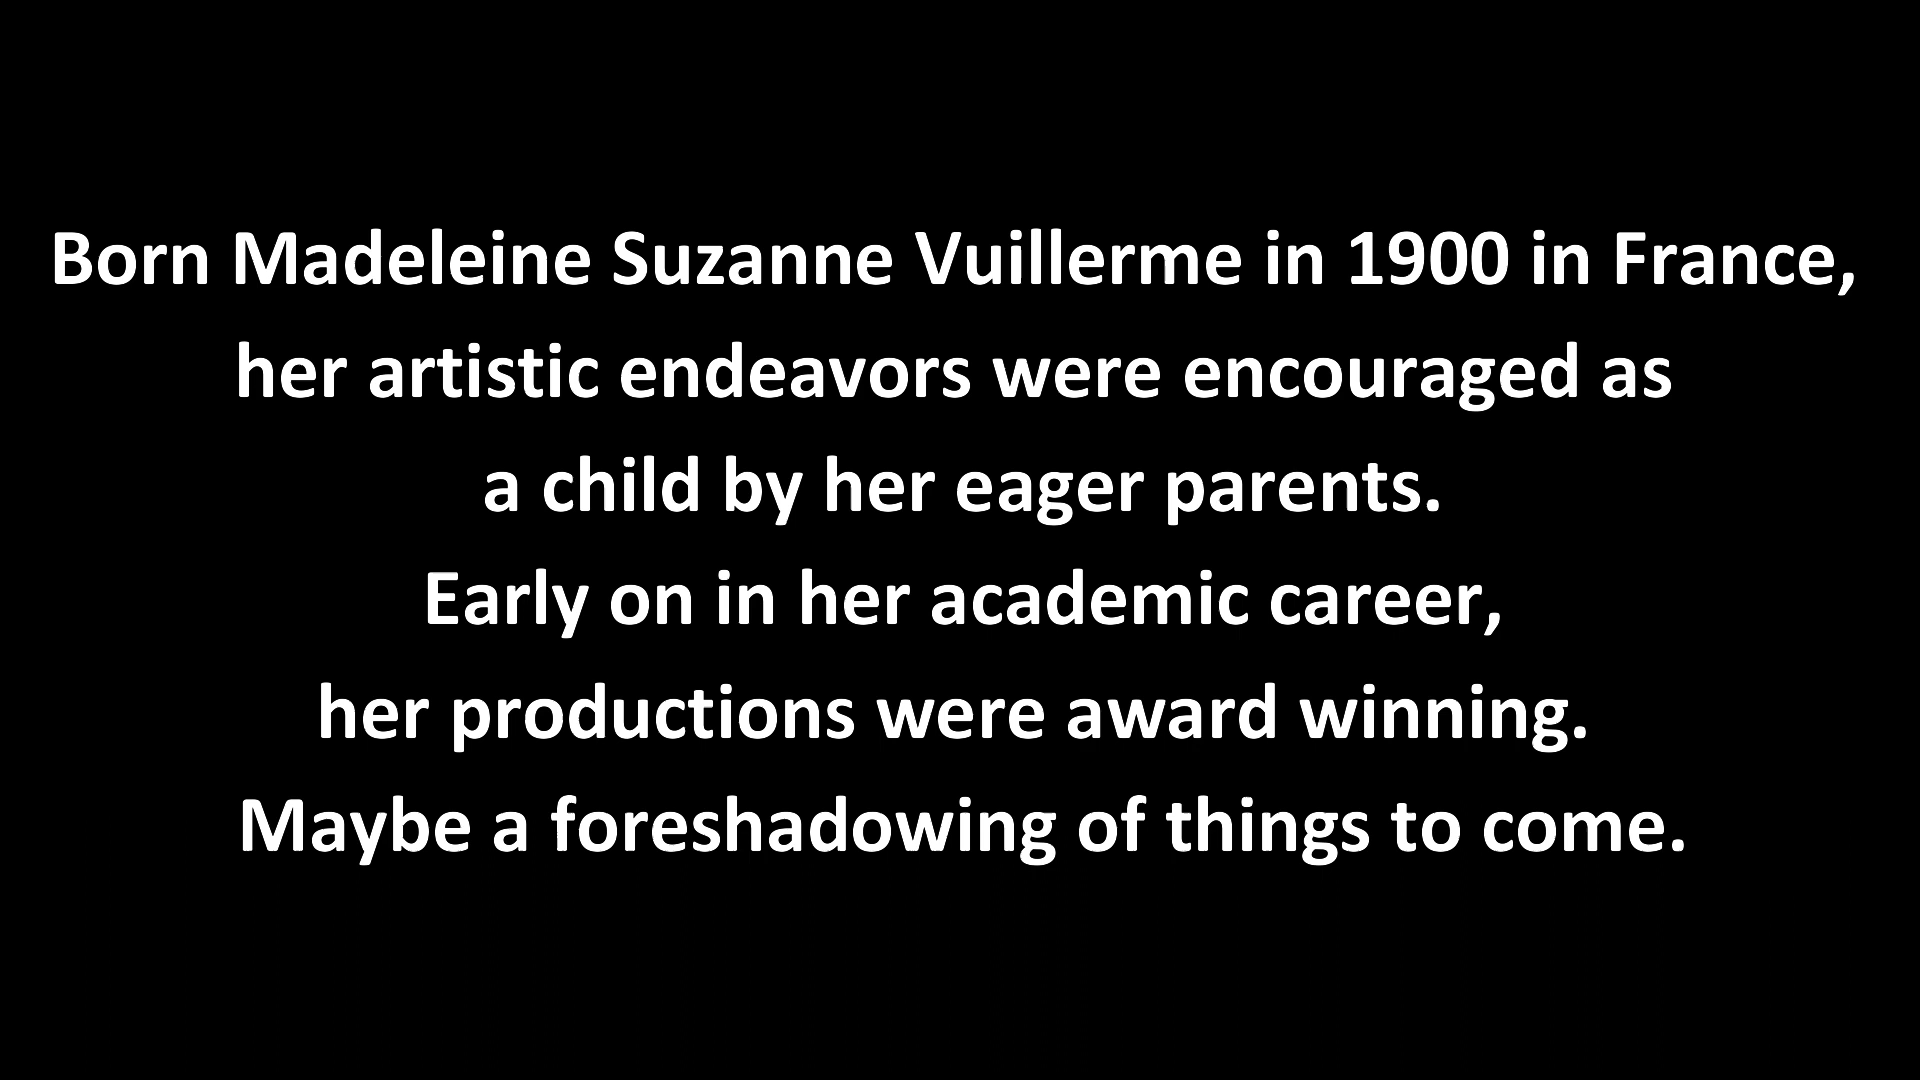 Born Madeleine Suzanne Vuillerme in 1900 in France,
her artistic endeavors were encouraged as
a child by her eager parents.
Early on in her academic career,
her productions were award winning.
Maybe a foreshadowing of things to come.